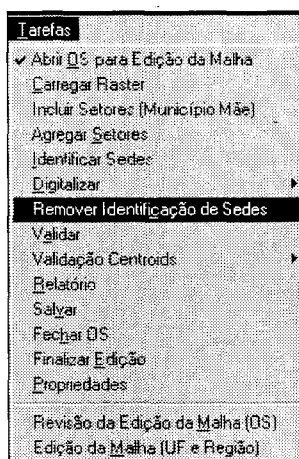 Tarefas
Abrir OS para Edição da Malha
Carregar Raster
Incluir Setores (Município Mãe)
Agregar Setores
Identificar Sedes
Digitalizar
Remover Identificação de Sedes
Validar
Validação Centroids
Relatório
Salvar
Fechar OS
Finalizar Edição
Propriedades
Revisão da Edição da Malha (OS)
Edição da Malha (UF e Região)